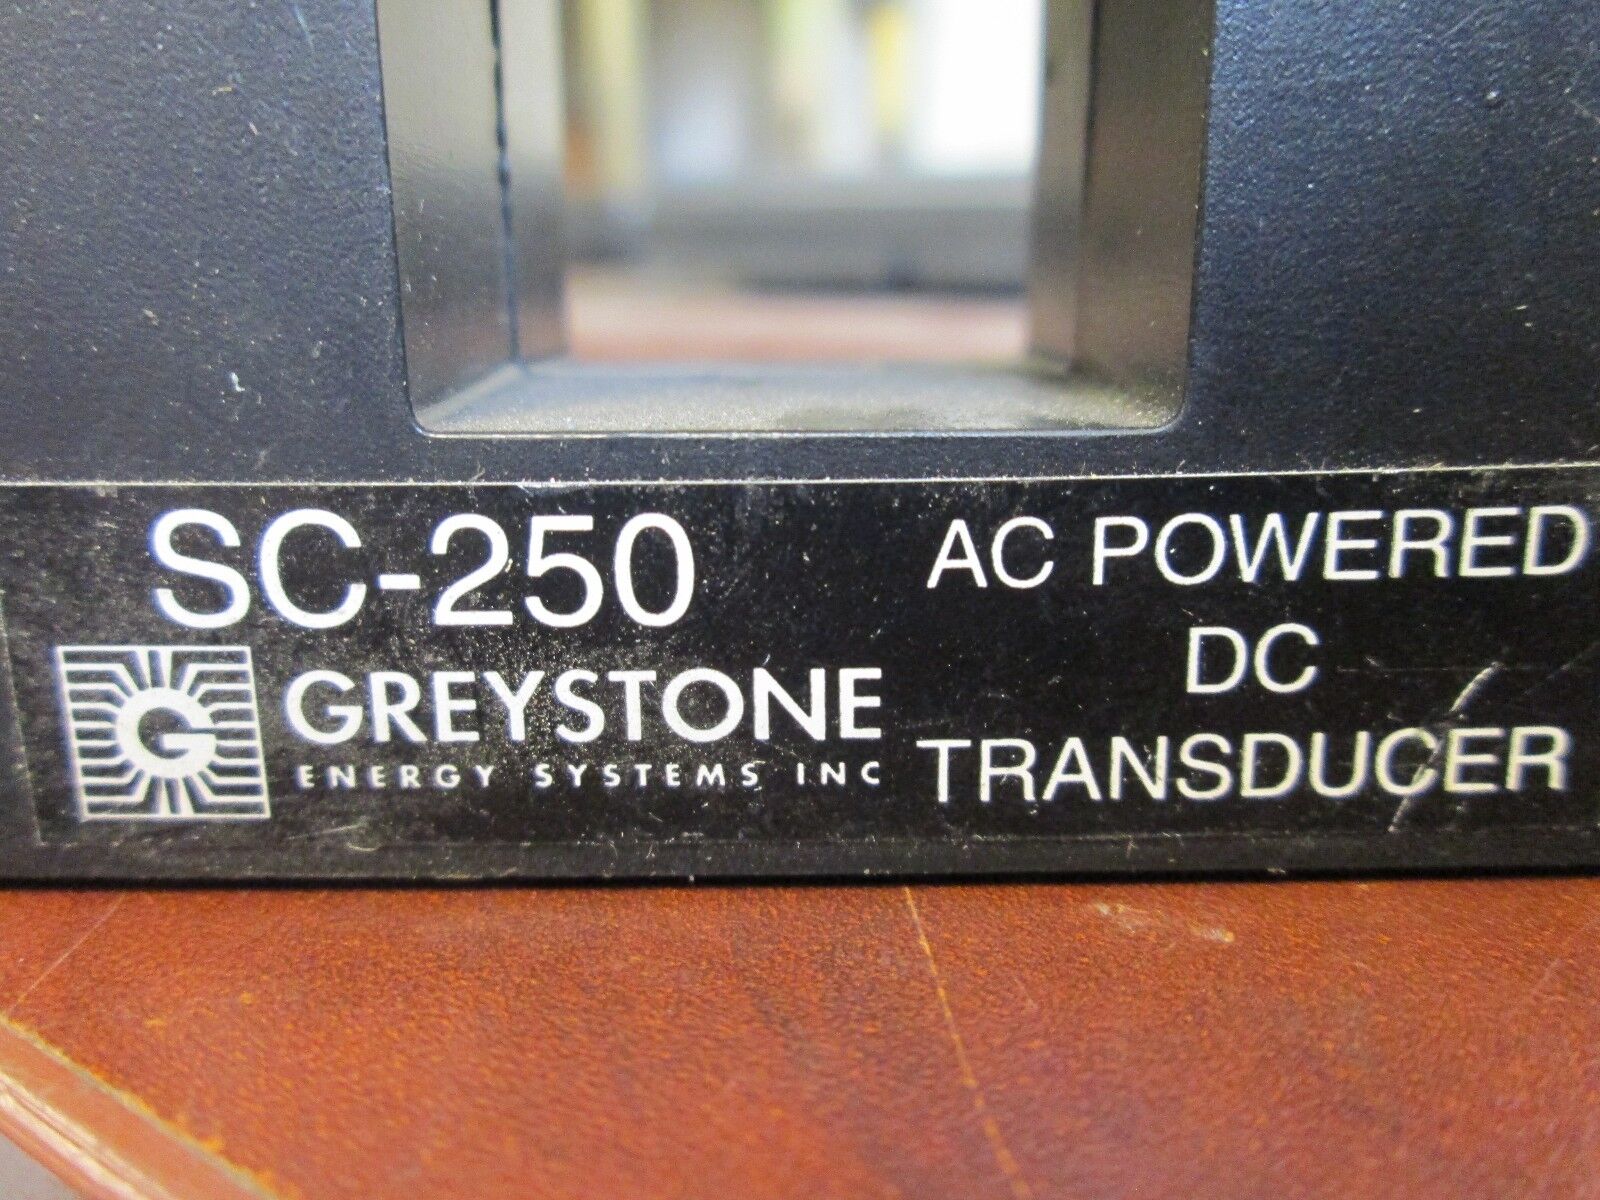 SC-250
G GREYSTONE
ENERGY SYSTEMS INC
AC POWERED
DC
TRANSDUCER